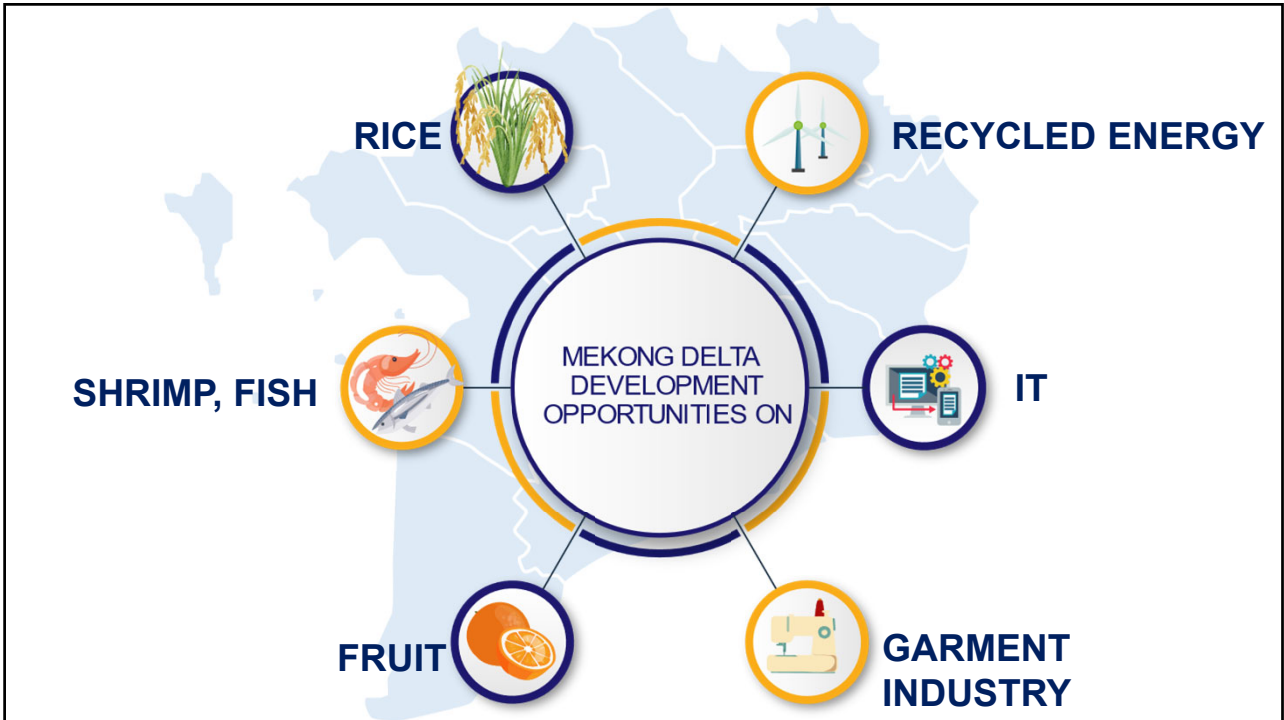 RICE
RECYCLED ENERGY
MEKONG DELTA
DEVELOPMENT
OPPORTUNITIES ON
SHRIMP, FISH
IT
FRUIT
GARMENT
INDUSTRY